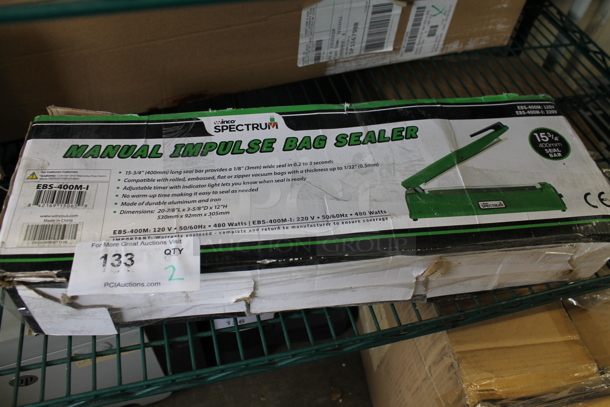 winco
SPECTRUM
EBS-400M: 120V
EBS-400M-I: 220V
MANUAL IMPULSE BAG SEALER
15-3/4" (400mm) long seal bar provides a 1/8" (3mm) wide seal in 0.2 to 3 seconds
Compatible with rolled, embossed, flat or zipper vacuum bags with a thickness up to 1/32" (0.5mm)
Adjustable timer with indicator light lets you know when seal is ready
No warm-up time making it easy to seal as needed
Made of durable aluminum and iron
Dimensions: 20-7/8"L x 3-5/8"D x 12"H
530mm x 92mm x 305mm
EBS-400M: 120 V • 50/60Hz • 480 Watts | EBS-400M-I: 220 V • 50/60Hz • 480 Watts
EBS-400M-I
www.wincous.com
Made in China
15¾"
400mm
SEAL
BAR
CE
For More Great Auctions Visit
133
QTY
2
PCIAuctions.com